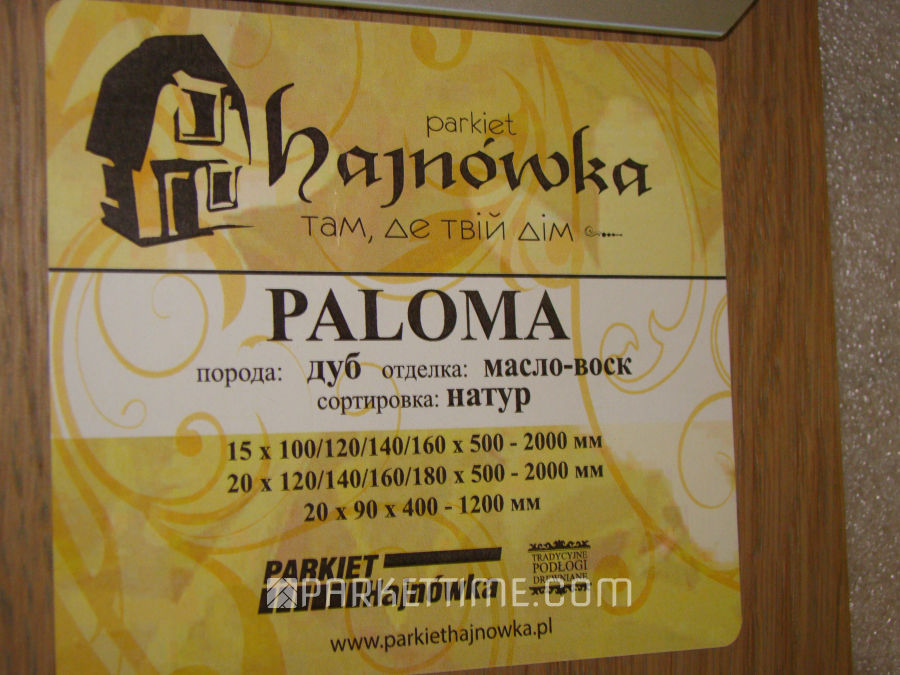 parkiet
hajnówka
там, де твій дім
PALOMA
порода: дуб отделка: масло-воск
сортировка: натур
15 x 100/120/140/160 x 500 - 2000 мм
20 x 120/140/160/180 x 500 - 2000 мм
20 x 90 x 400 - 1200 мм
PARKIET
Hajnówka
TRADYCYJNE
PODŁOGI
DREWNIANE
PARKETTIME.COM
www.parkiethajnowka.pl